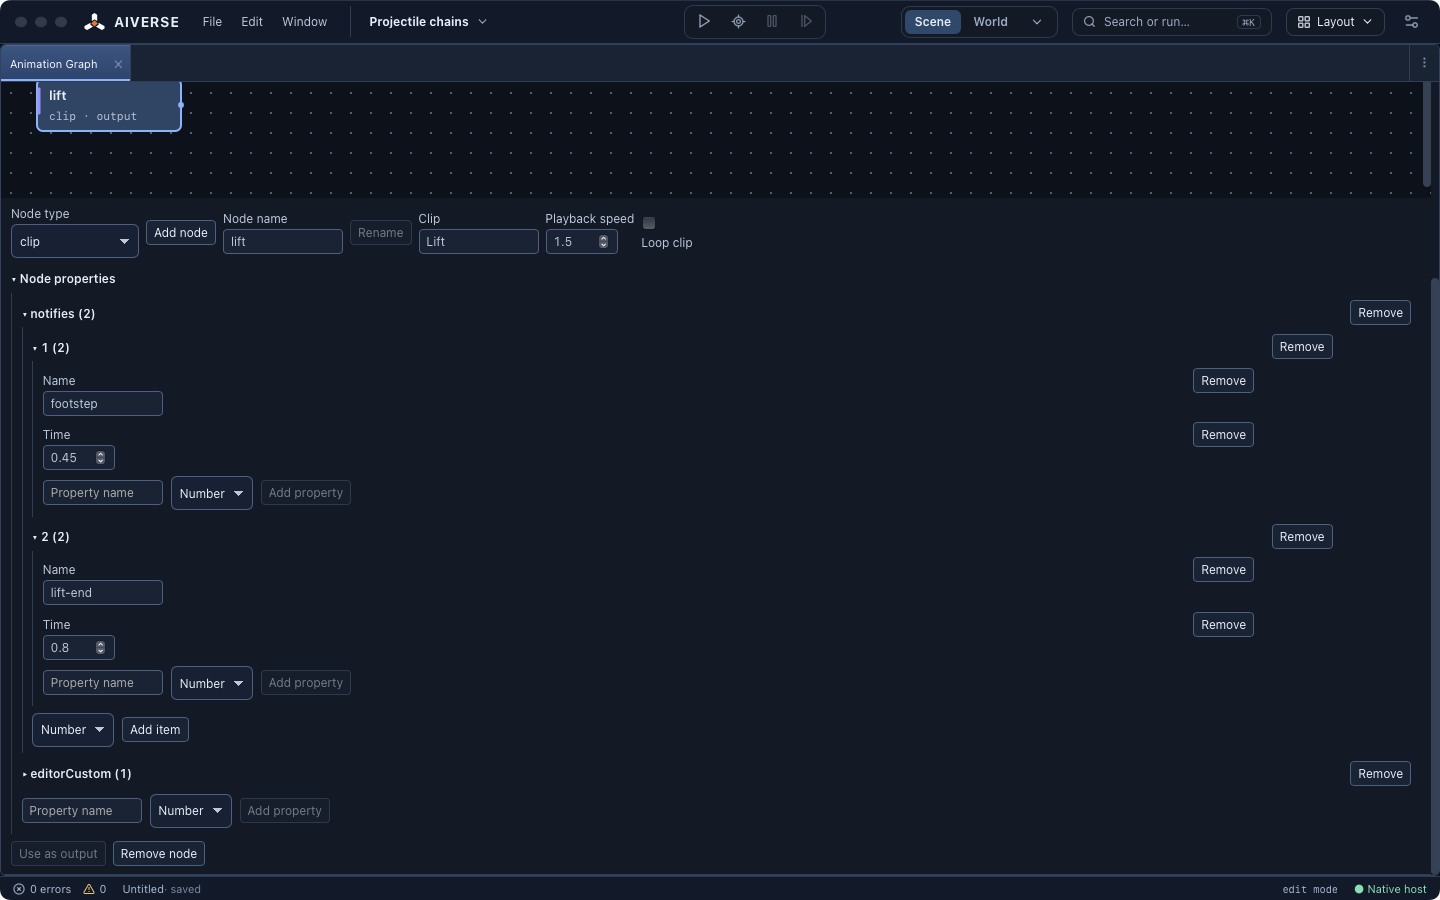 AIVERSE File Edit Window Projectile chains Scene World Search or run... ⌘K Layout
Animation Graph ×
lift
clip · output
Node type
clip
Add node
Node name
lift
Rename
Clip
Lift
Playback speed
1.5
Loop clip
Node properties
notifies (2) Remove
1 (2) Remove
Name Remove
footstep
Time Remove
0.45
Property name Number Add property
2 (2) Remove
Name Remove
lift-end
Time Remove
0.8
Property name Number Add property
Number Add item
editorCustom (1) Remove
Property name Number Add property
Use as output Remove node
0 errors 0 Untitled · saved edit mode Native host